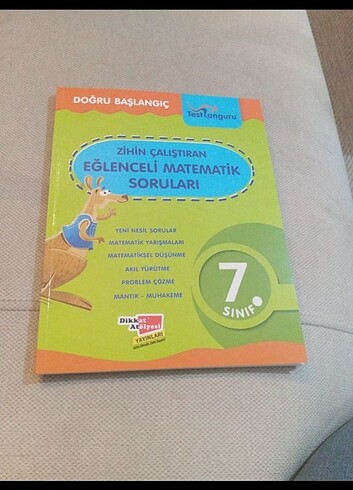 DOĞRU BAŞLANGIÇ
Test anguru
ZİHİN ÇALIŞTIRAN
EĞLENCELİ MATEMATİK
SORULARI
YENİ NESİL SORULAR
MATEMATİK YARIŞMALARI
MATEMATİKSEL DÜŞÜNME
AKIL YÜRÜTME
PROBLEM ÇÖZME
MANTIK – MUHAKEME
7.
SINIF
Dikkat
Atölyesi
YAYINLARI